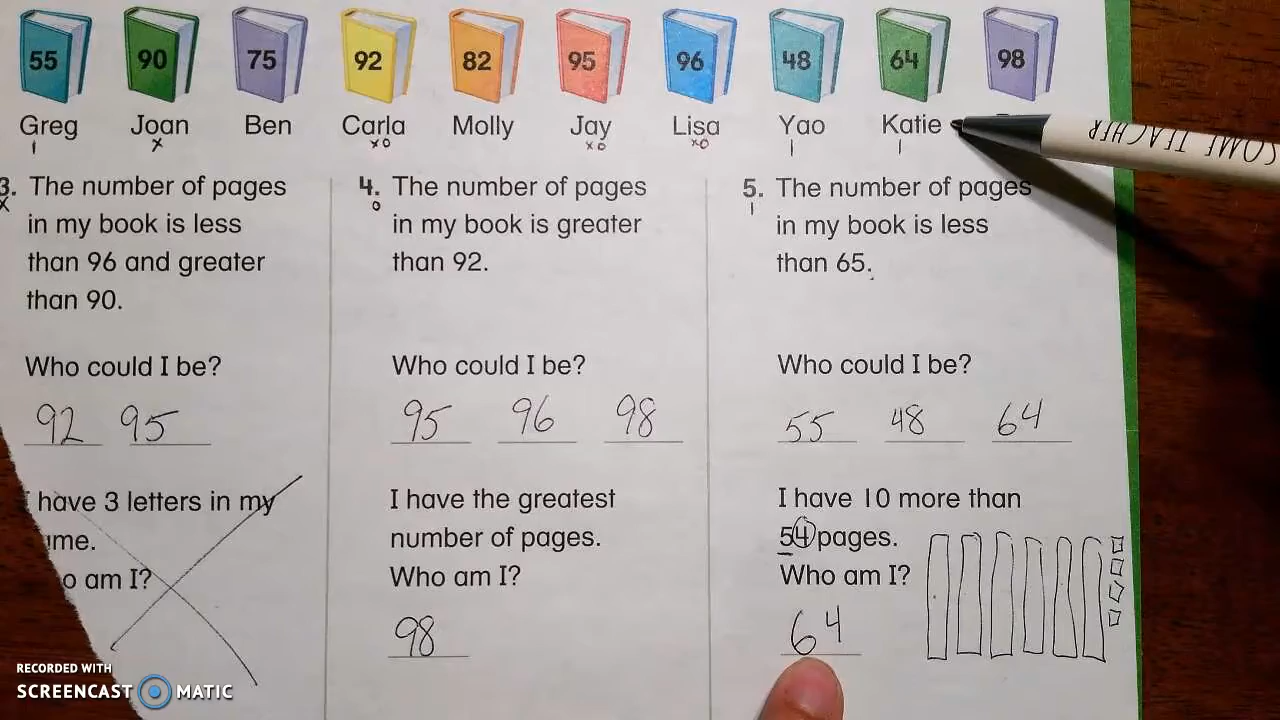 55 90 75 92 82 95 96 48 64 98
Greg Joan Ben Carla Molly Jay Lisa Yao Katie
HOME TEACHER
3. The number of pages
in my book is less
than 96 and greater
than 90.
Who could I be?
92 95
have 3 letters in my
am I?
4. The number of pages
in my book is greater
than 92.
Who could I be?
95 96 98
I have the greatest
number of pages.
Who am I?
98
5. The number of pages
in my book is less
than 65.
Who could I be?
55 48 64
I have 10 more than
54 pages.
Who am I?
64
RECORDED WITH
SCREENCAST MATIC